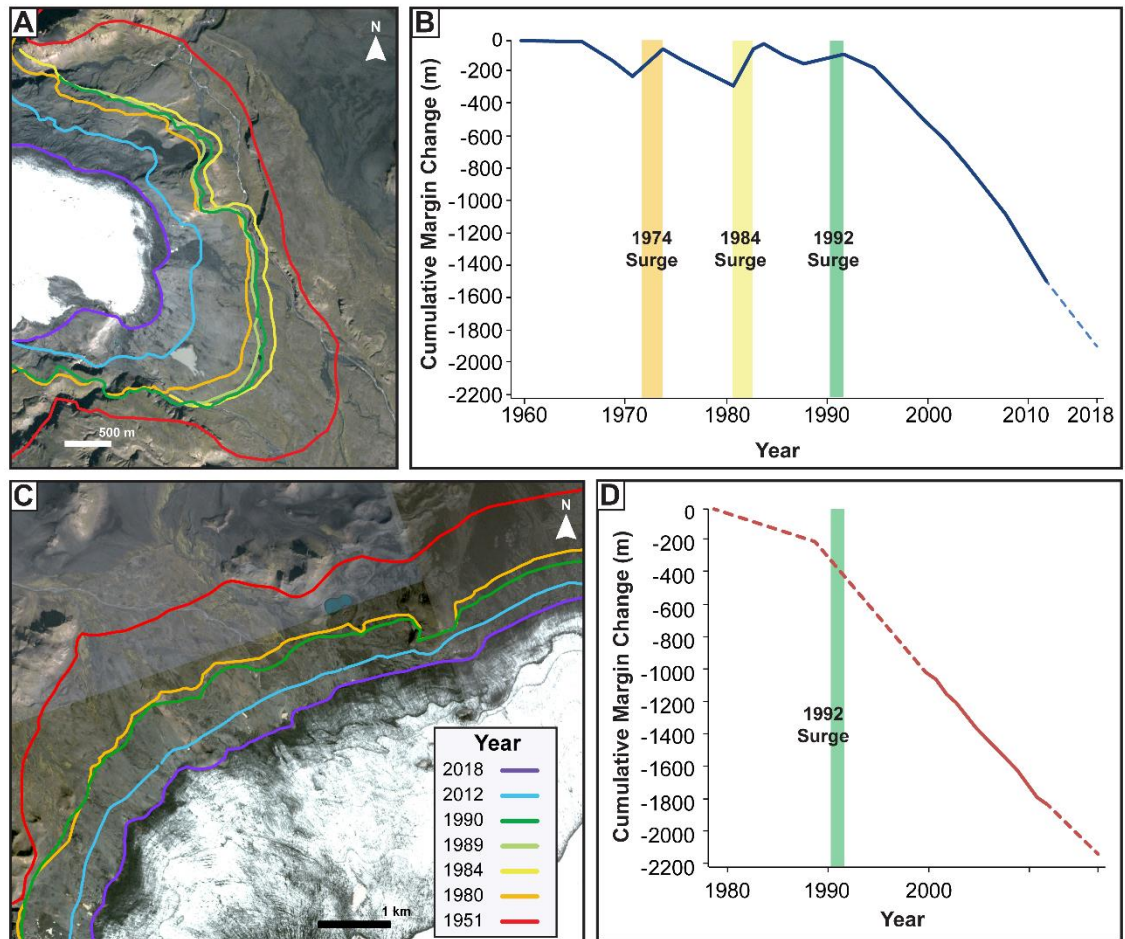 A
N
500 m
B
Cumulative Margin Change (m)
0
-200
-400
-600
-800
-1000
-1200
-1400
-1600
-1800
-2000
-2200
1974
Surge
1984
Surge
1992
Surge
1960
1970
1980
1990
2000
2010
2018
Year
C
N
Year
2018
2012
1990
1989
1984
1980
1951
1 km
D
Cumulative Margin Change (m)
0
-200
-400
-600
-800
-1000
-1200
-1400
-1600
-1800
-2000
-2200
1992
Surge
1980
1990
2000
Year